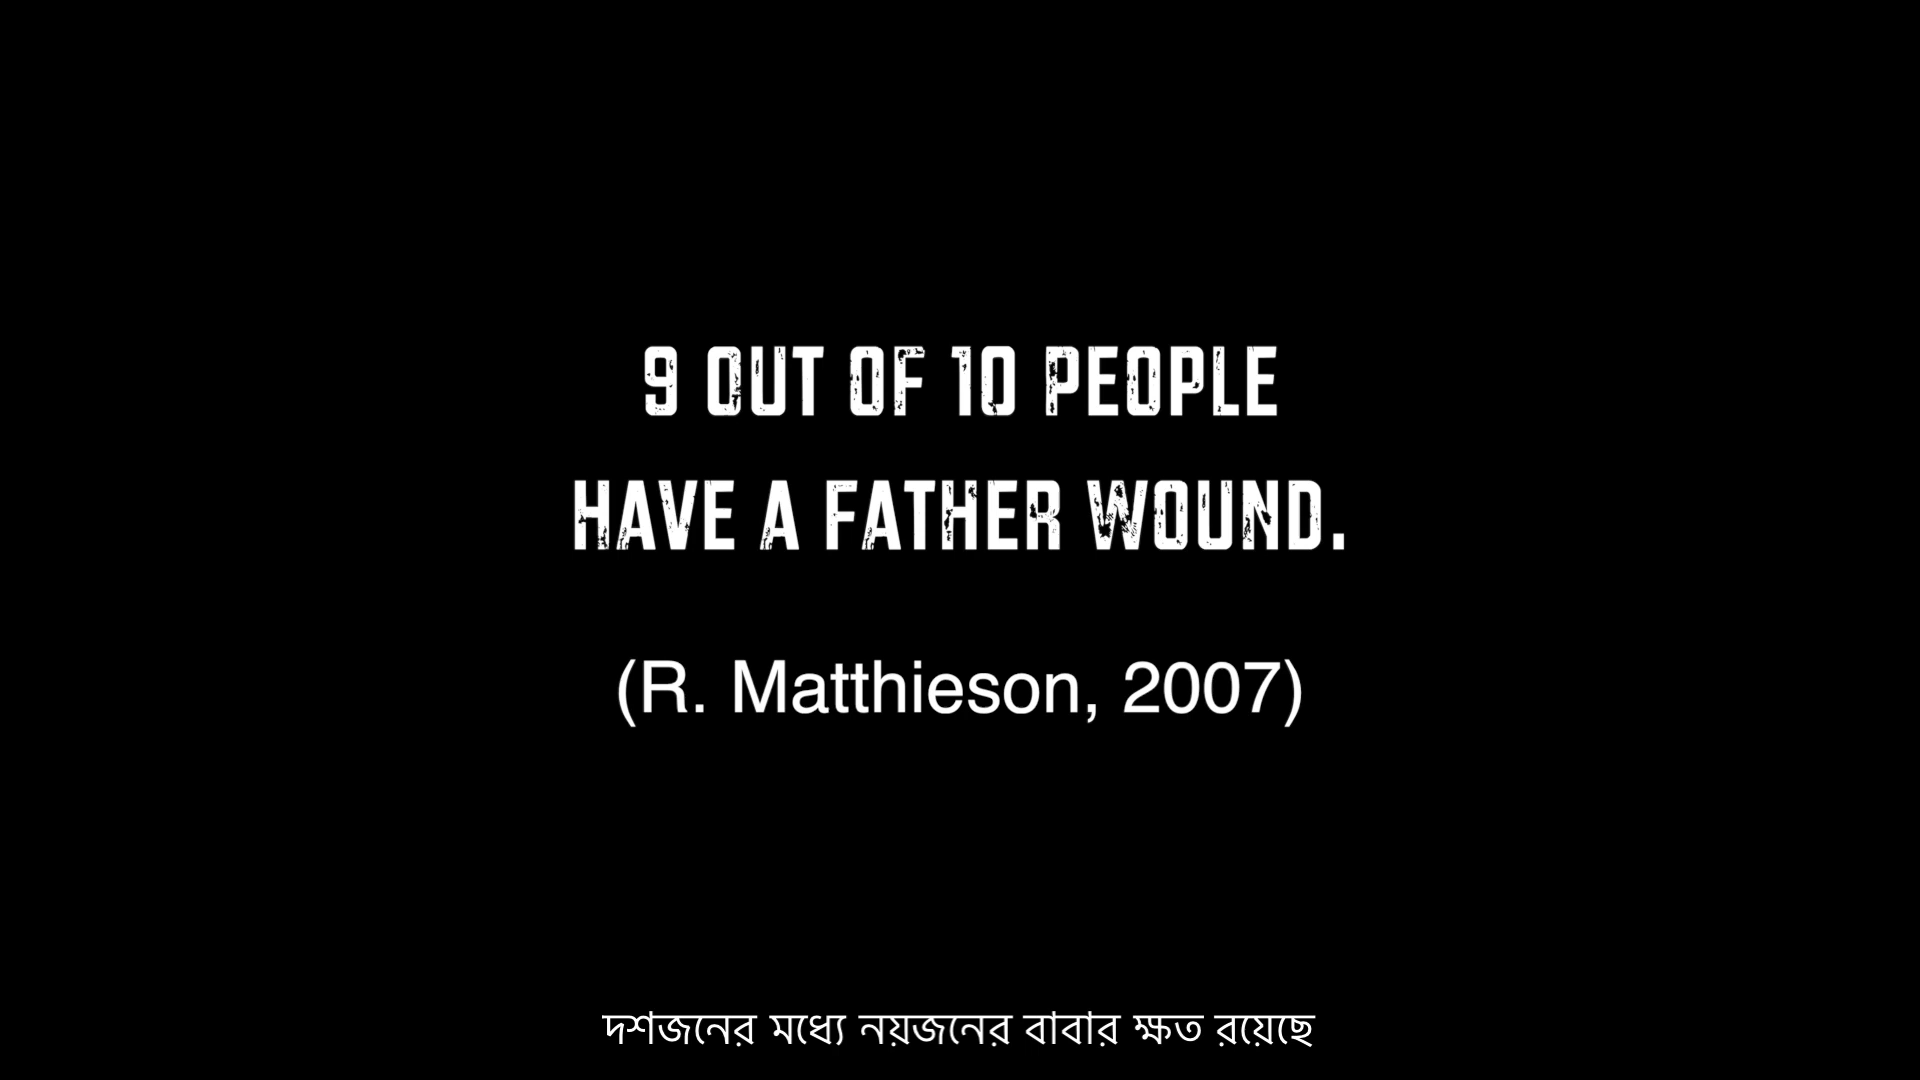 9 OUT OF 10 PEOPLE
HAVE A FATHER WOUND.
(R. Matthieson, 2007)
দশজনের মধ্যে নয়জনের বাবার ক্ষত রয়েছে